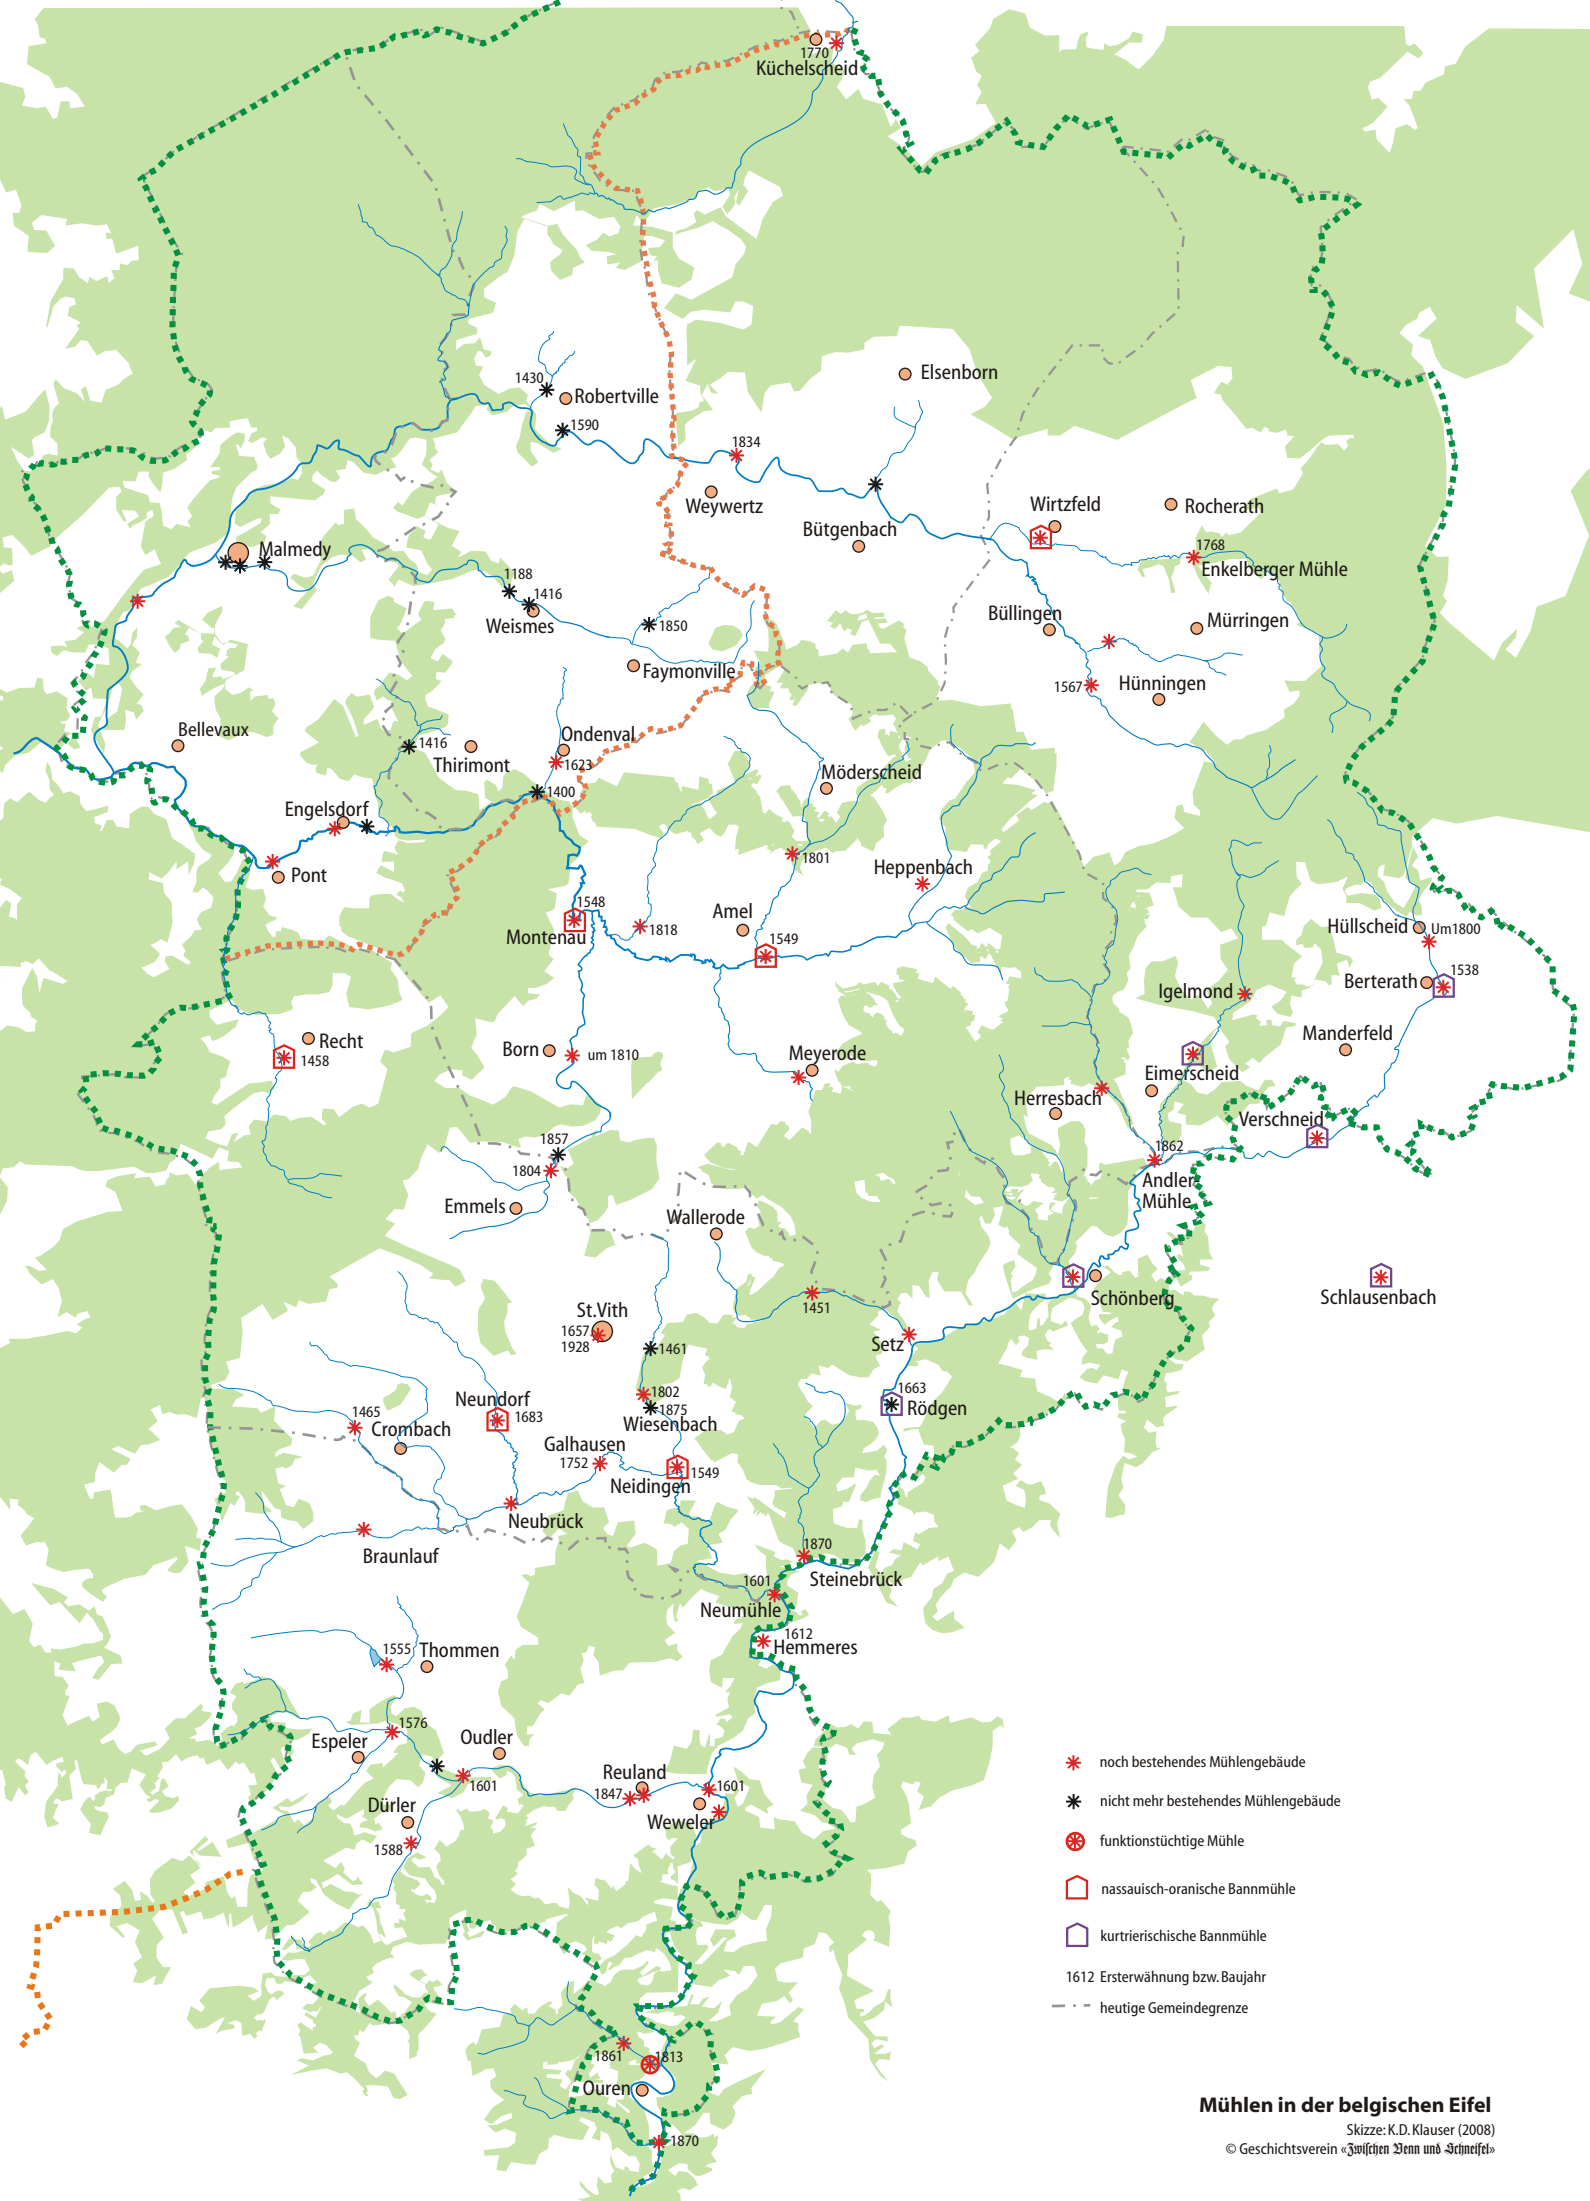 1770
Küchelscheid
Elsenborn
1430
Robertville
1590
1834
Weywertz
Wirtzfeld
Rocherath
Bütgenbach
Malmedy
1768
Enkelberger Mühle
1188
1416
Weismes
1850
Büllingen
Mürringen
Faymonville
1567
Hünningen
Bellevaux
Ondenval
1416
Thirimont
1623
Möderscheid
1400
Engelsdorf
1801
Heppenbach
Pont
1548
Amel
Montenau
1818
1549
Hüllscheid
Um1800
1538
Berterath
Igelmond
Manderfeld
Recht
1458
Born
um 1810
Meyerode
Eimerscheid
Herresbach
Verschneid
1857
1804
1862
Andler-
Mühle
Emmels
Wallerode
Schönberg
Schlausenbach
St.Vith
1657
1928
1451
1461
Setz
1802
1875
Wiesenbach
1663
Rödgen
Neundorf
1683
1465
Crombach
Galhausen
1752
1549
Neidingen
Neubrück
Braunlauf
1870
Steinebrück
1601
Neumühle
1612
Hemmeres
1555
Thommen
1576
Espeler
Oudler
1601
Reuland
1847
1601
Weweler
Dürler
1588
noch bestehendes Mühlengebäude
nicht mehr bestehendes Mühlengebäude
funktionstüchtige Mühle
nassauisch-oranische Bannmühle
kurtrierischische Bannmühle
1612 Ersterwähnung bzw. Baujahr
heutige Gemeindegrenze
1861
1813
Ouren
1870
Mühlen in der belgischen Eifel
Skizze: K.D. Klauser (2008)
© Geschichtsverein «Zwischen Venn und Schneifel»